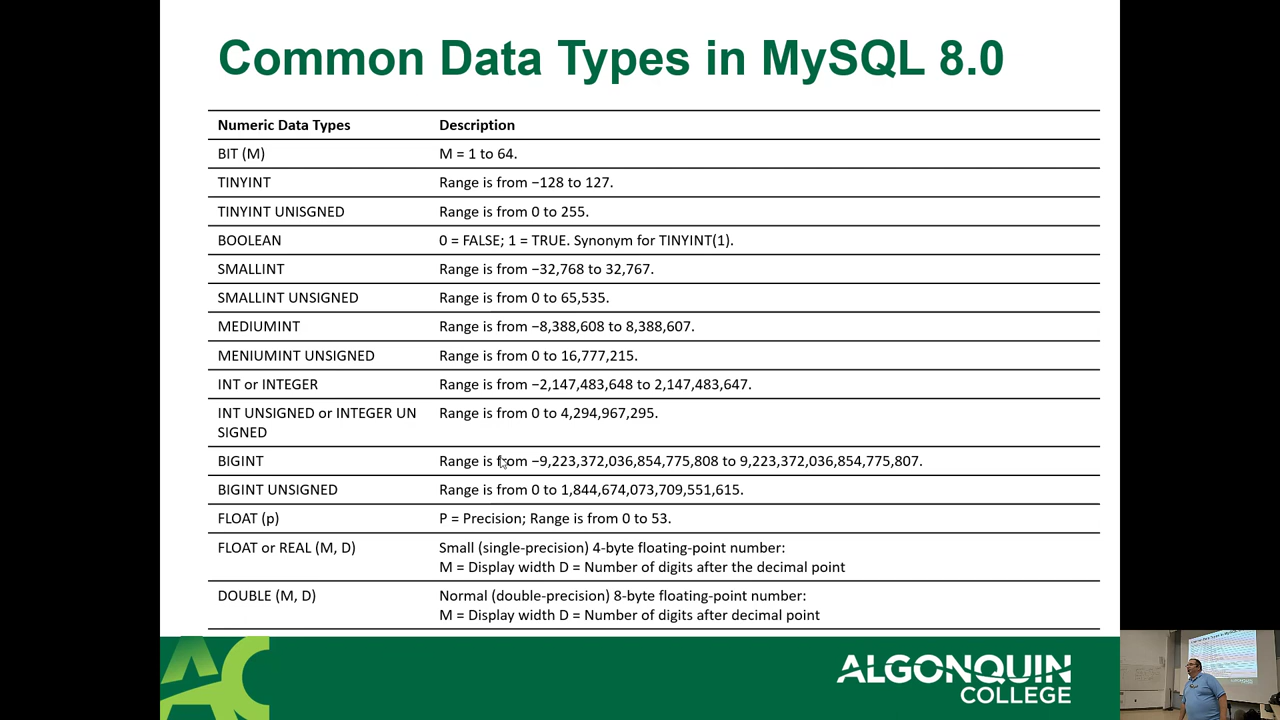 Common Data Types in MySQL 8.0
Numeric Data Types Description
BIT (M) M = 1 to 64.
TINYINT Range is from −128 to 127.
TINYINT UNISGNED Range is from 0 to 255.
BOOLEAN 0 = FALSE; 1 = TRUE. Synonym for TINYINT(1).
SMALLINT Range is from −32,768 to 32,767.
SMALLINT UNSIGNED Range is from 0 to 65,535.
MEDIUMINT Range is from −8,388,608 to 8,388,607.
MENIUMINT UNSIGNED Range is from 0 to 16,777,215.
INT or INTEGER Range is from −2,147,483,648 to 2,147,483,647.
INT UNSIGNED or INTEGER UN Range is from 0 to 4,294,967,295.
SIGNED
BIGINT Range is from −9,223,372,036,854,775,808 to 9,223,372,036,854,775,807.
BIGINT UNSIGNED Range is from 0 to 1,844,674,073,709,551,615.
FLOAT (p) P = Precision; Range is from 0 to 53.
FLOAT or REAL (M, D) Small (single-precision) 4-byte floating-point number:
M = Display width D = Number of digits after the decimal point
DOUBLE (M, D) Normal (double-precision) 8-byte floating-point number:
M = Display width D = Number of digits after decimal point
AC
ALGONQUIN
COLLEGE